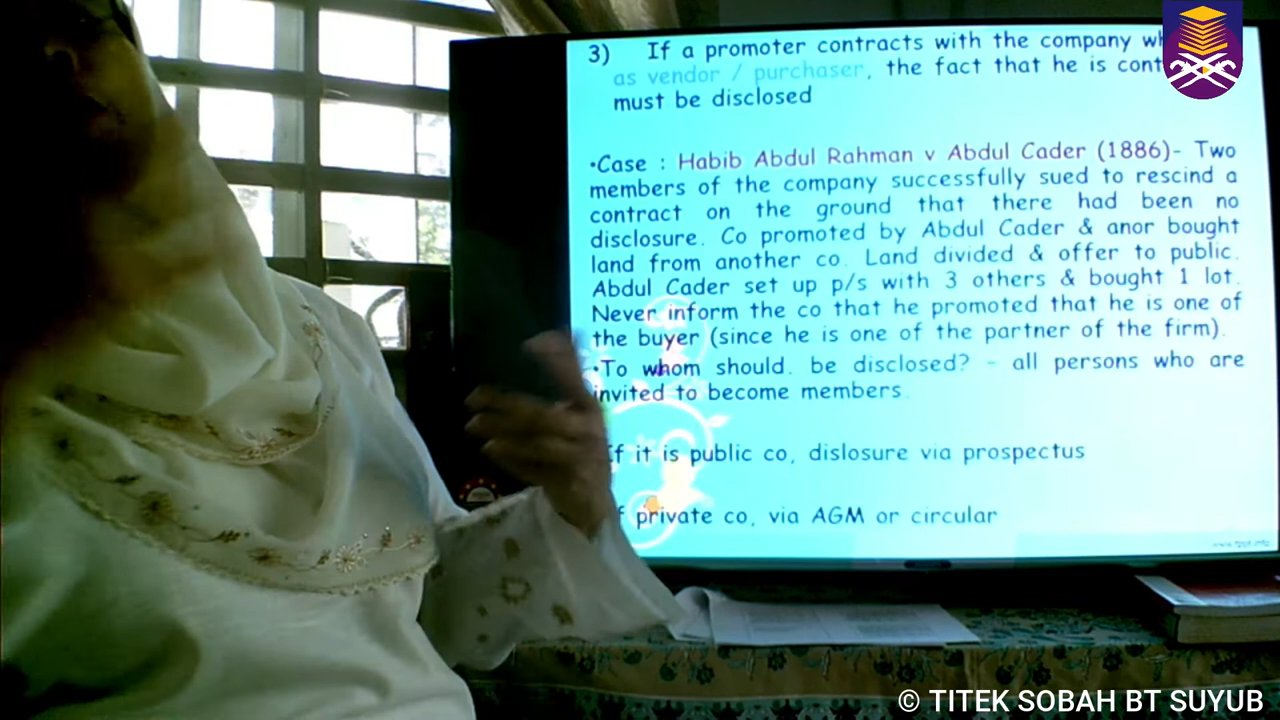 3) If a promoter contracts with the company
as vendor / purchaser, the fact that he is
must be disclosed
•Case : Habib Abdul Rahman v Abdul Cader (1886)- Two
members of the company successfully sued to rescind a
contract on the ground that there had been no
disclosure. Co promoted by Abdul Cader & anor bought
land from another co. Land divided & offer to public.
Abdul Cader set up p/s with 3 others & bought 1 lot.
Never inform the co that he promoted that he is one of
the buyer (since he is one of the partner of the firm).
•To whom should. be disclosed? - all persons who are
invited to become members.
If it is public co, dislosure via prospectus
f private co, via AGM or circular
© TITEK SOBAH BT SUYUB